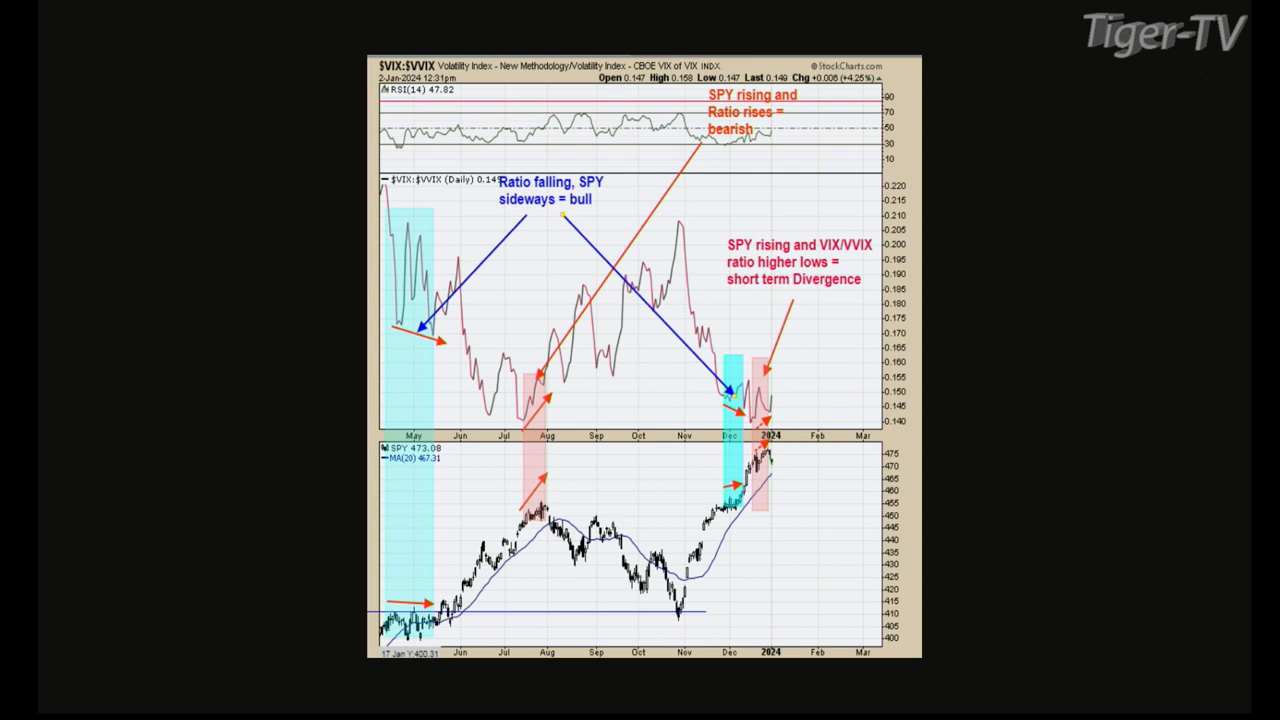 Tiger-TV
$VIX:$VVIX Volatility Index - New Methodology/Volatility Index - CBOE VIX of VIX INDX
@StockCharts.com
2-Jan-2024 12:31pm
Open 0.147 High 0.158 Low 0.147 Last 0.149 Chg +0.006 (+4.25%)
RSI(14) 47.82
SPY rising and
Ratio rises =
bearish
90
70
50
30
10
$VIX:$VVIX (Daily) 0.149
Ratio falling, SPY
sideways = bull
SPY rising and VIX/VVIX
ratio higher lows =
short term Divergence
0.220
0.215
0.210
0.205
0.200
0.195
0.190
0.185
0.180
0.175
0.170
0.165
0.160
0.155
0.150
0.145
0.140
May Jun Jul Aug Sep Oct Nov Dec 2024 Feb Mar
SPY 473.08
MA(20) 467.31
475
470
465
460
455
450
445
440
435
430
425
420
415
410
405
400
17 Jan Y:400.31 Jun Jul Aug Sep Oct Nov Dec 2024 Feb Mar